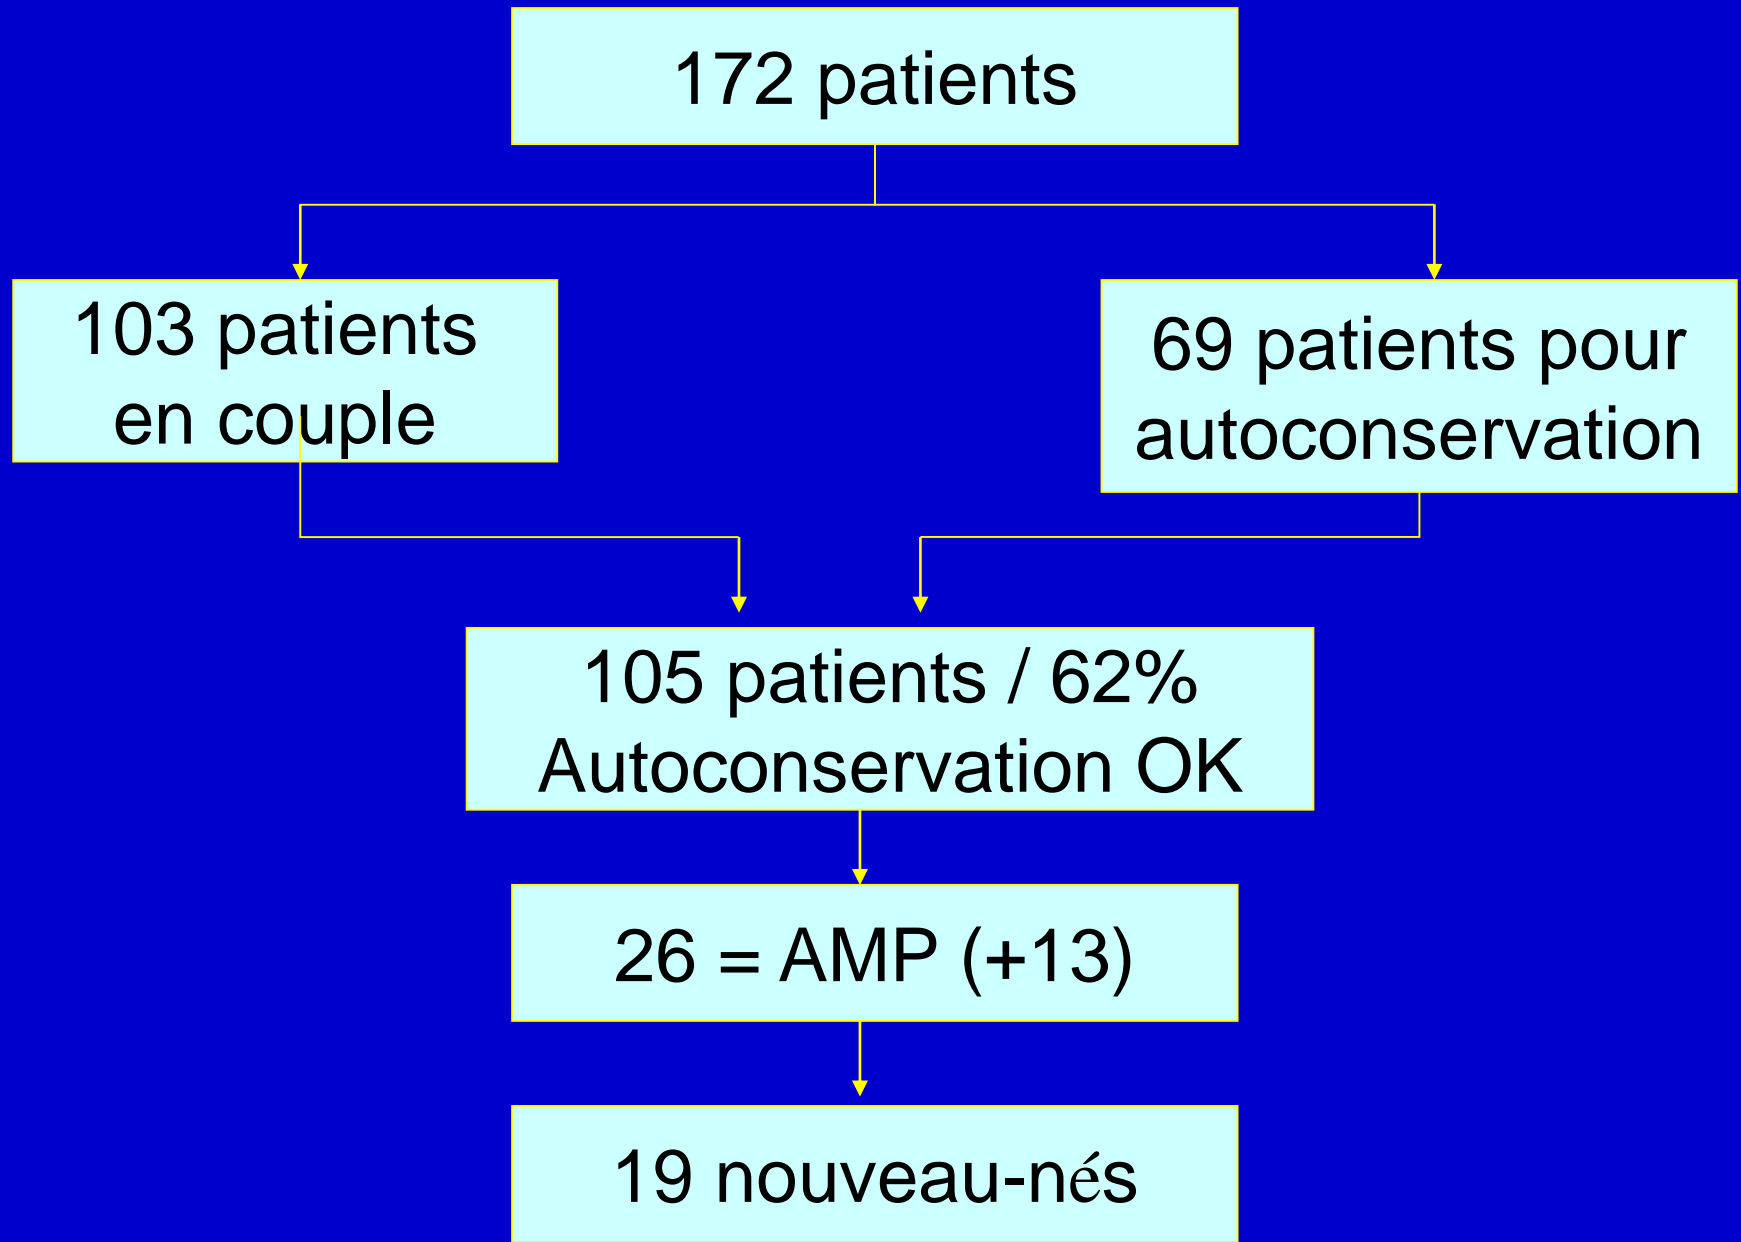 172 patients
103 patients
en couple
69 patients pour
autoconservation
105 patients / 62%
Autoconservation OK
26 = AMP (+13)
19 nouveau-nés